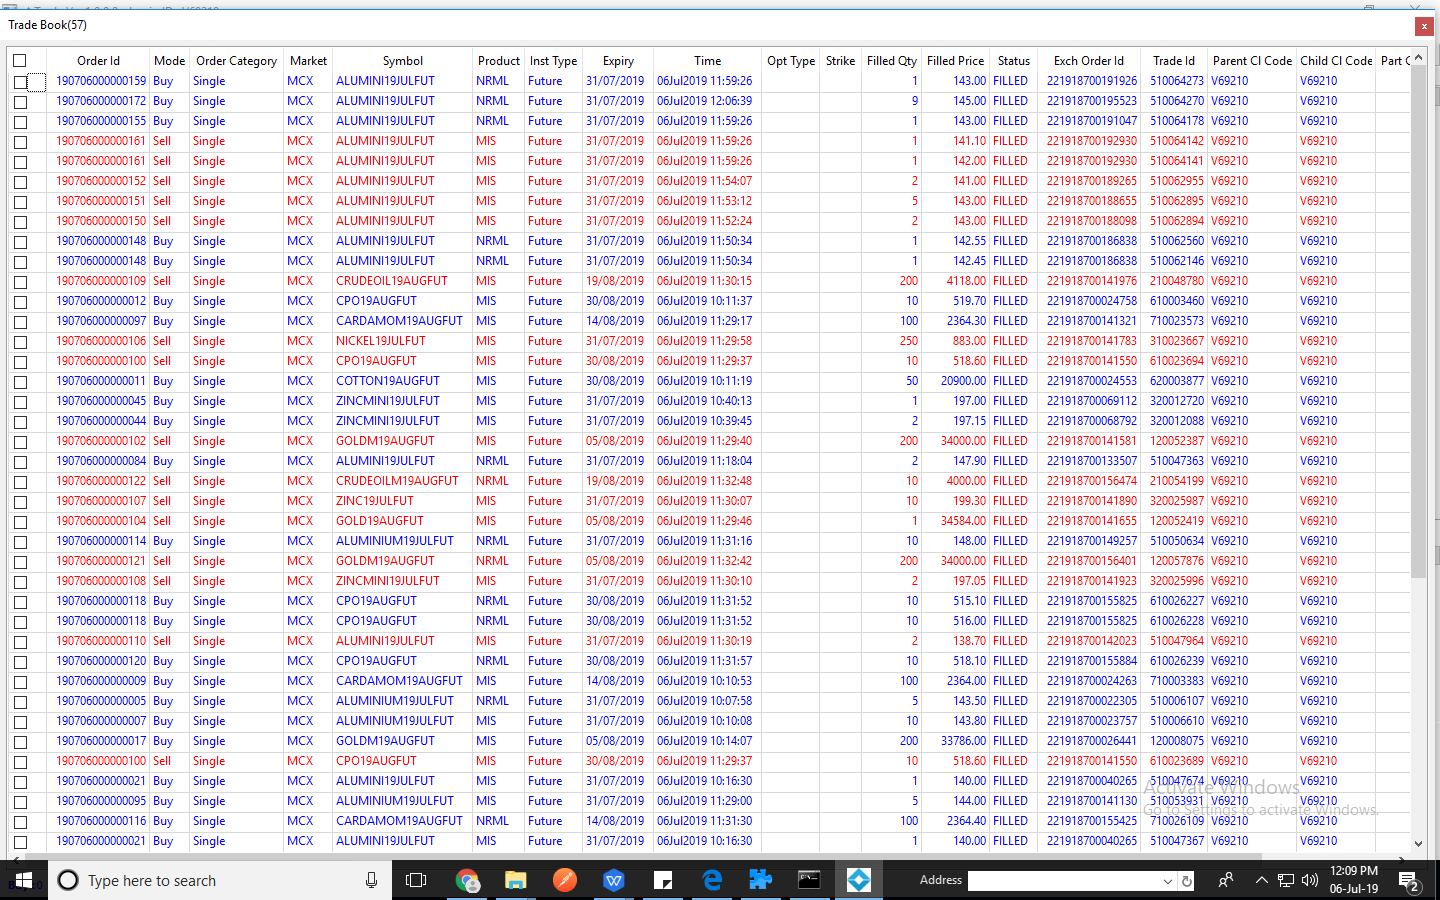 Trade Book(57)
Order Id Mode Order Category Market Symbol Product Inst Type Expiry Time Opt Type Strike Filled Qty Filled Price Status Exch Order Id Trade Id Parent Cl Code Child Cl Code Part C
190706000000159 Buy Single MCX ALUMINI19JULFUT NRML Future 31/07/2019 06Jul2019 11:59:26 1 143.00 FILLED 221918700191926 510064273 V69210 V69210
190706000000172 Buy Single MCX ALUMINI19JULFUT NRML Future 31/07/2019 06Jul2019 12:06:39 9 145.00 FILLED 221918700195523 510064270 V69210 V69210
190706000000155 Buy Single MCX ALUMINI19JULFUT NRML Future 31/07/2019 06Jul2019 11:59:26 1 143.00 FILLED 221918700191047 510064178 V69210 V69210
190706000000161 Sell Single MCX ALUMINI19JULFUT MIS Future 31/07/2019 06Jul2019 11:59:26 1 141.10 FILLED 221918700192930 510064142 V69210 V69210
190706000000161 Sell Single MCX ALUMINI19JULFUT MIS Future 31/07/2019 06Jul2019 11:59:26 1 142.00 FILLED 221918700192930 510064141 V69210 V69210
190706000000152 Sell Single MCX ALUMINI19JULFUT MIS Future 31/07/2019 06Jul2019 11:54:07 2 141.00 FILLED 221918700189265 510062955 V69210 V69210
190706000000151 Sell Single MCX ALUMINI19JULFUT MIS Future 31/07/2019 06Jul2019 11:53:12 5 143.00 FILLED 221918700188655 510062895 V69210 V69210
190706000000150 Sell Single MCX ALUMINI19JULFUT MIS Future 31/07/2019 06Jul2019 11:52:24 2 143.00 FILLED 221918700188098 510062894 V69210 V69210
190706000000148 Buy Single MCX ALUMINI19JULFUT NRML Future 31/07/2019 06Jul2019 11:50:34 1 142.55 FILLED 221918700186838 510062560 V69210 V69210
190706000000148 Buy Single MCX ALUMINI19JULFUT NRML Future 31/07/2019 06Jul2019 11:50:34 1 142.45 FILLED 221918700186838 510062146 V69210 V69210
190706000000109 Sell Single MCX CRUDEOIL19AUGFUT MIS Future 19/08/2019 06Jul2019 11:30:15 200 4118.00 FILLED 221918700141976 210048780 V69210 V69210
190706000000012 Buy Single MCX CPO19AUGFUT MIS Future 30/08/2019 06Jul2019 10:11:37 10 519.70 FILLED 221918700024758 610003460 V69210 V69210
190706000000097 Buy Single MCX CARDAMOM19AUGFUT MIS Future 14/08/2019 06Jul2019 11:29:17 100 2364.30 FILLED 221918700141321 710023573 V69210 V69210
190706000000106 Sell Single MCX NICKEL19JULFUT MIS Future 31/07/2019 06Jul2019 11:29:58 250 883.00 FILLED 221918700141783 310023667 V69210 V69210
190706000000100 Sell Single MCX CPO19AUGFUT MIS Future 30/08/2019 06Jul2019 11:29:37 10 518.60 FILLED 221918700141550 610023694 V69210 V69210
190706000000011 Buy Single MCX COTTON19AUGFUT MIS Future 30/08/2019 06Jul2019 10:11:19 50 20900.00 FILLED 221918700024553 620003877 V69210 V69210
190706000000045 Buy Single MCX ZINCMINI19JULFUT MIS Future 31/07/2019 06Jul2019 10:40:13 1 197.00 FILLED 221918700069112 320012720 V69210 V69210
190706000000044 Buy Single MCX ZINCMINI19JULFUT MIS Future 31/07/2019 06Jul2019 10:39:45 2 197.15 FILLED 221918700068792 320012088 V69210 V69210
190706000000102 Sell Single MCX GOLDM19AUGFUT MIS Future 05/08/2019 06Jul2019 11:29:40 200 34000.00 FILLED 221918700141581 120052387 V69210 V69210
190706000000084 Buy Single MCX ALUMINI19JULFUT NRML Future 31/07/2019 06Jul2019 11:18:04 2 147.90 FILLED 221918700133507 510047363 V69210 V69210
190706000000122 Sell Single MCX CRUDEOILM19AUGFUT NRML Future 19/08/2019 06Jul2019 11:32:48 10 4000.00 FILLED 221918700156474 210054199 V69210 V69210
190706000000107 Sell Single MCX ZINC19JULFUT MIS Future 31/07/2019 06Jul2019 11:30:07 10 199.30 FILLED 221918700141890 320025987 V69210 V69210
190706000000104 Sell Single MCX GOLD19AUGFUT MIS Future 05/08/2019 06Jul2019 11:29:46 1 34584.00 FILLED 221918700141655 120052419 V69210 V69210
190706000000114 Buy Single MCX ALUMINIUM19JULFUT NRML Future 31/07/2019 06Jul2019 11:31:16 10 148.00 FILLED 221918700149257 510050634 V69210 V69210
190706000000121 Sell Single MCX GOLDM19AUGFUT NRML Future 05/08/2019 06Jul2019 11:32:42 200 34000.00 FILLED 221918700156401 120057876 V69210 V69210
190706000000108 Sell Single MCX ZINCMINI19JULFUT MIS Future 31/07/2019 06Jul2019 11:30:10 2 197.05 FILLED 221918700141923 320025996 V69210 V69210
190706000000118 Buy Single MCX CPO19AUGFUT NRML Future 30/08/2019 06Jul2019 11:31:52 10 515.10 FILLED 221918700155825 610026227 V69210 V69210
190706000000118 Buy Single MCX CPO19AUGFUT NRML Future 30/08/2019 06Jul2019 11:31:52 10 516.00 FILLED 221918700155825 610026228 V69210 V69210
190706000000110 Sell Single MCX ALUMINI19JULFUT MIS Future 31/07/2019 06Jul2019 11:30:19 2 138.70 FILLED 221918700142023 510047964 V69210 V69210
190706000000120 Buy Single MCX CPO19AUGFUT NRML Future 30/08/2019 06Jul2019 11:31:57 10 518.10 FILLED 221918700155884 610026239 V69210 V69210
190706000000009 Buy Single MCX CARDAMOM19AUGFUT MIS Future 14/08/2019 06Jul2019 10:10:53 100 2364.00 FILLED 221918700024263 710003383 V69210 V69210
190706000000005 Buy Single MCX ALUMINIUM19JULFUT NRML Future 31/07/2019 06Jul2019 10:07:58 5 143.50 FILLED 221918700022305 510006107 V69210 V69210
190706000000007 Buy Single MCX ALUMINIUM19JULFUT MIS Future 31/07/2019 06Jul2019 10:10:08 10 143.80 FILLED 221918700023757 510006610 V69210 V69210
190706000000017 Buy Single MCX GOLDM19AUGFUT MIS Future 05/08/2019 06Jul2019 10:14:07 200 33786.00 FILLED 221918700026441 120008075 V69210 V69210
190706000000100 Sell Single MCX CPO19AUGFUT MIS Future 30/08/2019 06Jul2019 11:29:37 10 518.60 FILLED 221918700141550 610023689 V69210 V69210
190706000000021 Buy Single MCX ALUMINI19JULFUT MIS Future 31/07/2019 06Jul2019 10:16:30 1 140.00 FILLED 221918700040265 510047674 V69210 V69210
190706000000095 Buy Single MCX ALUMINIUM19JULFUT MIS Future 31/07/2019 06Jul2019 11:29:00 5 144.00 FILLED 221918700141130 510053931 V69210 V69210
190706000000116 Buy Single MCX CARDAMOM19AUGFUT MIS Future 14/08/2019 06Jul2019 11:31:30 100 2364.40 FILLED 221918700155425 710026109 V69210 V69210
190706000000021 Buy Single MCX ALUMINI19JULFUT MIS Future 31/07/2019 06Jul2019 10:16:30 1 140.00 FILLED 221918700040265 510047367 V69210 V69210
Activate Windows
Go to Settings to activate Windows.
Type here to search
Address
12:09 PM
06-Jul-19
2